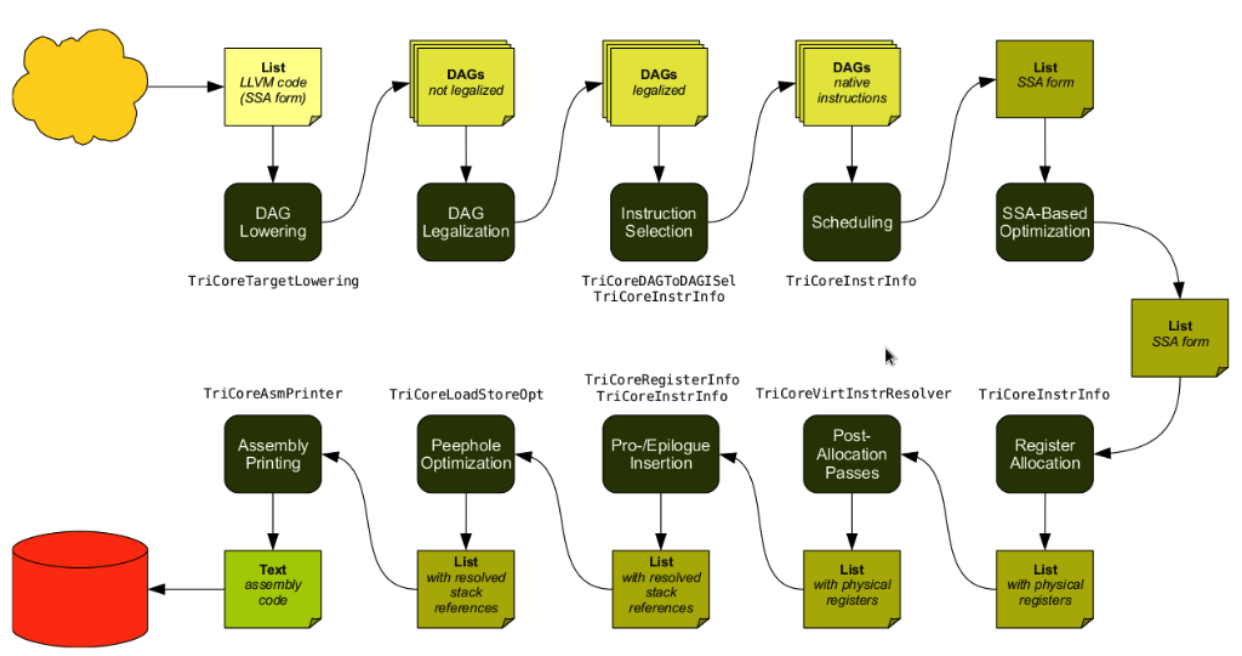 List
LLVM code
(SSA form)
DAGs
not legalized
DAGs
legalized
DAGs
native
instructions
List
SSA form
DAG
Lowering
DAG
Legalization
Instruction
Selection
Scheduling
SSA-Based
Optimization
TriCoreTargetLowering
TriCoreDAGToDAGISel
TriCoreInstrInfo
TriCoreInstrInfo
List
SSA form
TriCoreAsmPrinter
TriCoreLoadStoreOpt
TriCoreRegisterInfo
TriCoreInstrInfo
TriCoreVirtInstrResolver
TriCoreInstrInfo
Assembly
Printing
Peephole
Optimization
Pro-/Epilogue
Insertion
Post-
Allocation
Passes
Register
Allocation
Text
assembly
code
List
with resolved
stack
references
List
with resolved
stack
references
List
with physical
registers
List
with physical
registers